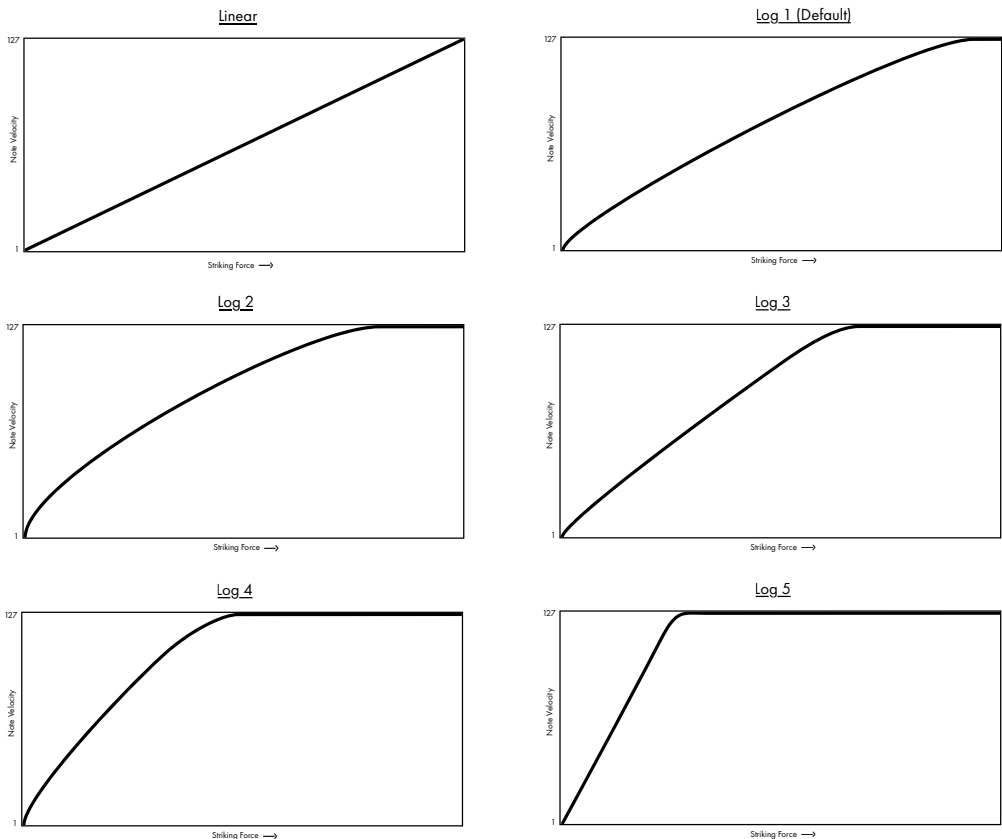 Linear
127
Note Velocity
1
Striking Force →
Log 1 (Default)
127
Note Velocity
1
Striking Force →
Log 2
127
Note Velocity
1
Striking Force →
Log 3
127
Note Velocity
1
Striking Force →
Log 4
127
Note Velocity
1
Striking Force →
Log 5
127
Note Velocity
1
Striking Force →